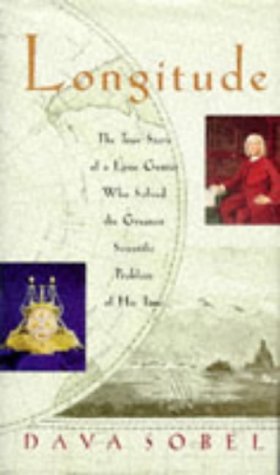 Longitude
The True Story
of a Lone Genius
Who Solved
the Greatest
Scientific
Problem
of His Time
DAVA SOBEL